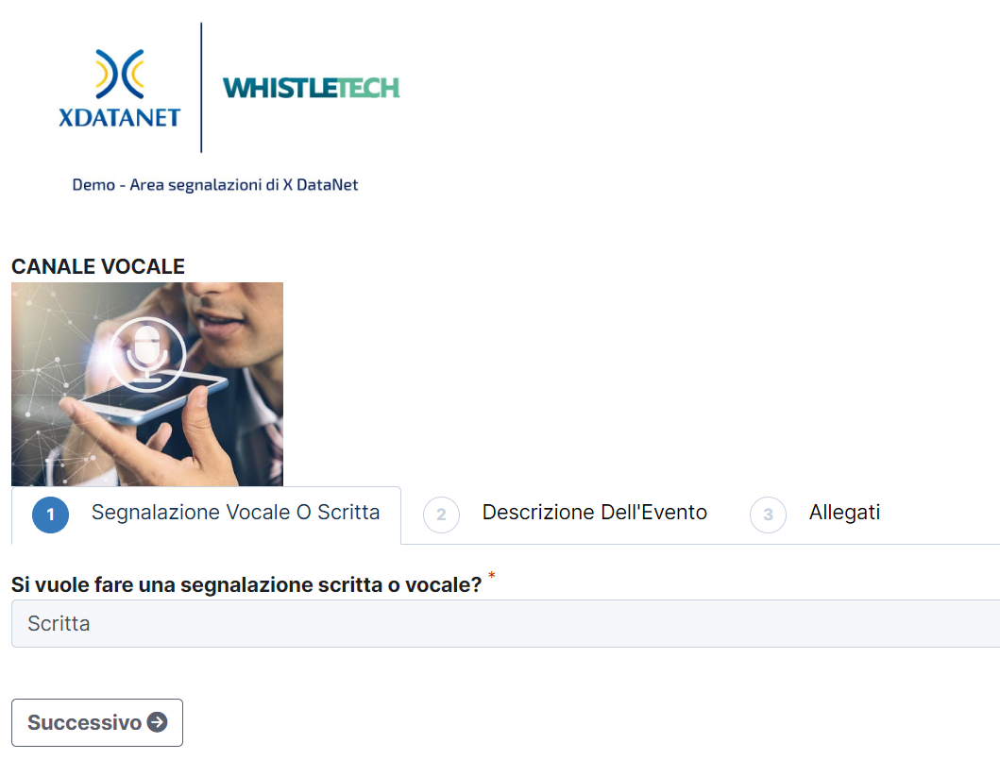 XDATANET
WHISTLETECH
Demo - Area segnalazioni di X DataNet
CANALE VOCALE
1 Segnalazione Vocale O Scritta 2 Descrizione Dell'Evento 3 Allegati
Si vuole fare una segnalazione scritta o vocale? *
Scritta
Successivo